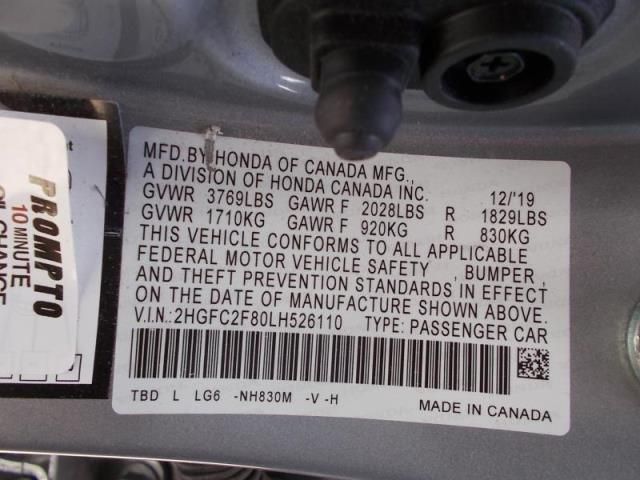 MFD. BY HONDA OF CANADA MFG.,
A DIVISION OF HONDA CANADA INC. 12/'19
GVWR 3769LBS GAWR F 2028LBS R 1829LBS
GVWR 1710KG GAWR F 920KG R 830KG
THIS VEHICLE CONFORMS TO ALL APPLICABLE
FEDERAL MOTOR VEHICLE SAFETY , BUMPER ,
AND THEFT PREVENTION STANDARDS IN EFFECT
ON THE DATE OF MANUFACTURE SHOWN ABOVE.
V.I.N.: 2HGFC2F80LH526110 TYPE: PASSENGER CAR
TBD L LG6 -NH830M -V -H
MADE IN CANADA
PROMPTO
10 MINUTE
OIL CHANGE